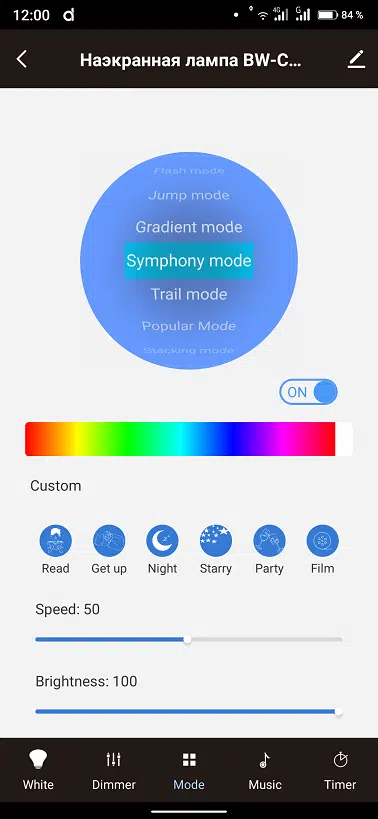 12:00
4G
G
84 %
Наэкранная лампа BW-C...
Flash mode
Jump mode
Gradient mode
Symphony mode
Trail mode
Popular Mode
Stacking mode
ON
Custom
Read Get up Night Starry Party Film
Speed: 50
Brightness: 100
White Dimmer Mode Music Timer